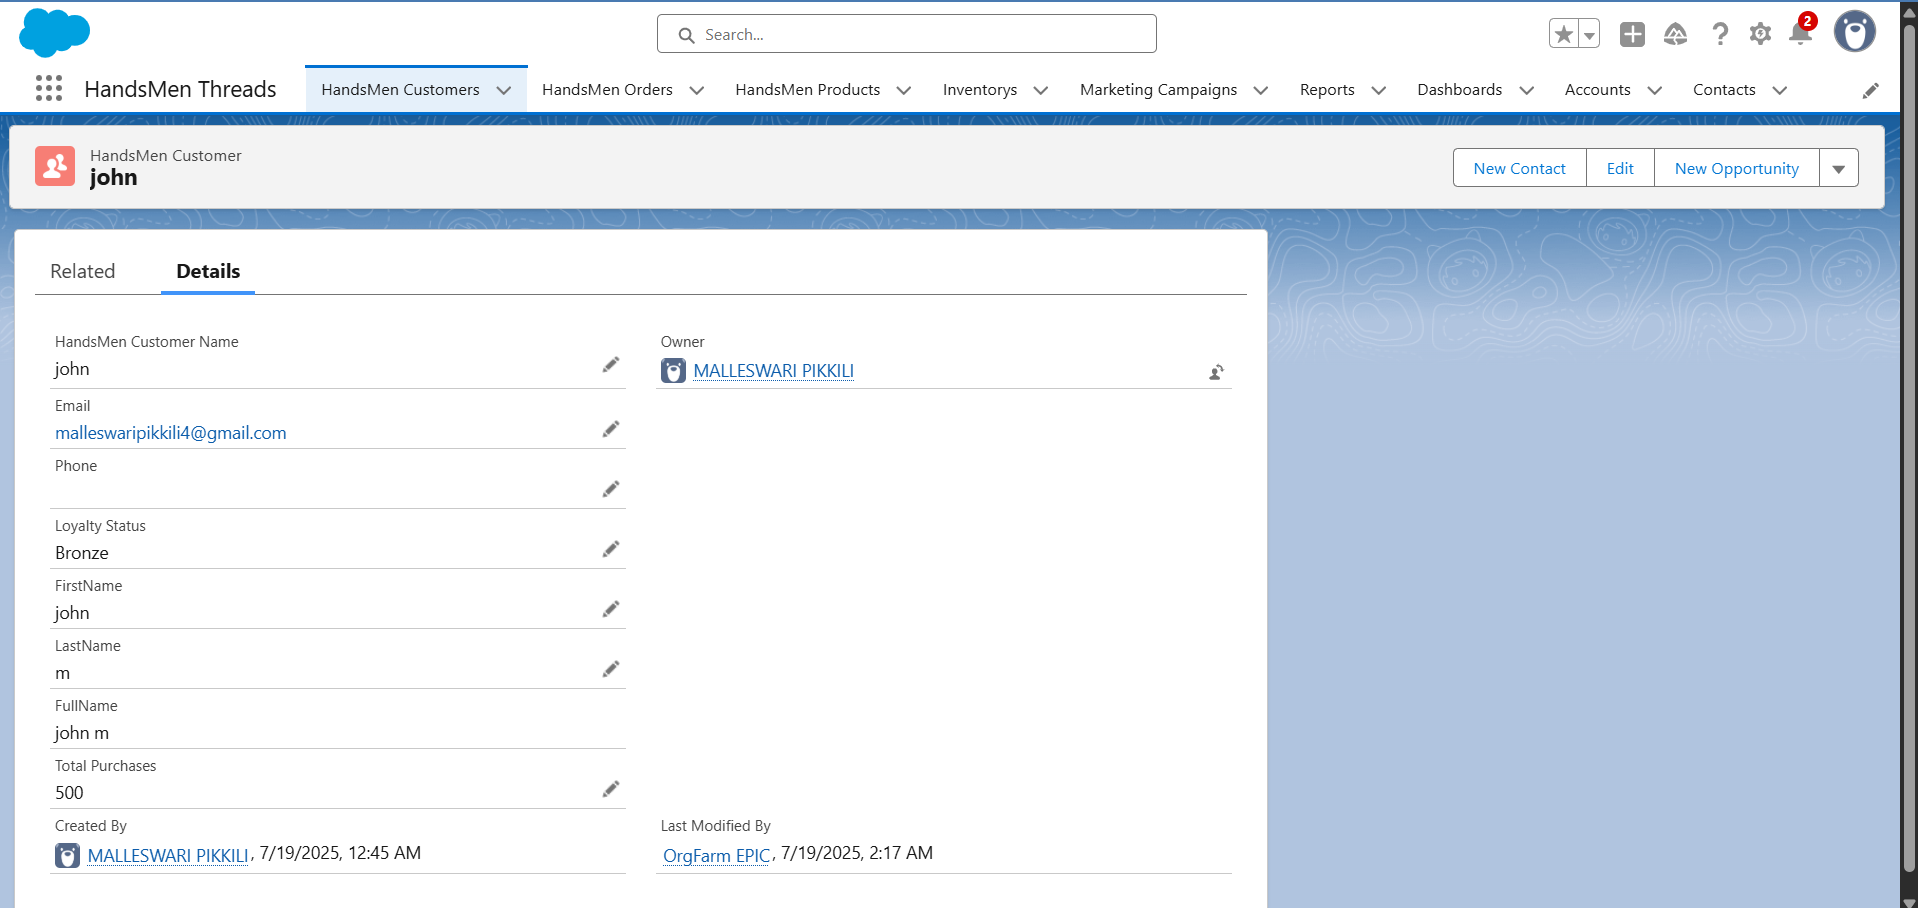 Search...
2
HandsMen Threads
HandsMen Customers
HandsMen Orders
HandsMen Products
Inventorys
Marketing Campaigns
Reports
Dashboards
Accounts
Contacts
HandsMen Customer
john
New Contact
Edit
New Opportunity
Related
Details
HandsMen Customer Name
john
Owner
MALLESWARI PIKKILI
Email
malleswaripikkili4@gmail.com
Phone
Loyalty Status
Bronze
FirstName
john
LastName
m
FullName
john m
Total Purchases
500
Created By
MALLESWARI PIKKILI, 7/19/2025, 12:45 AM
Last Modified By
OrgFarm EPIC, 7/19/2025, 2:17 AM